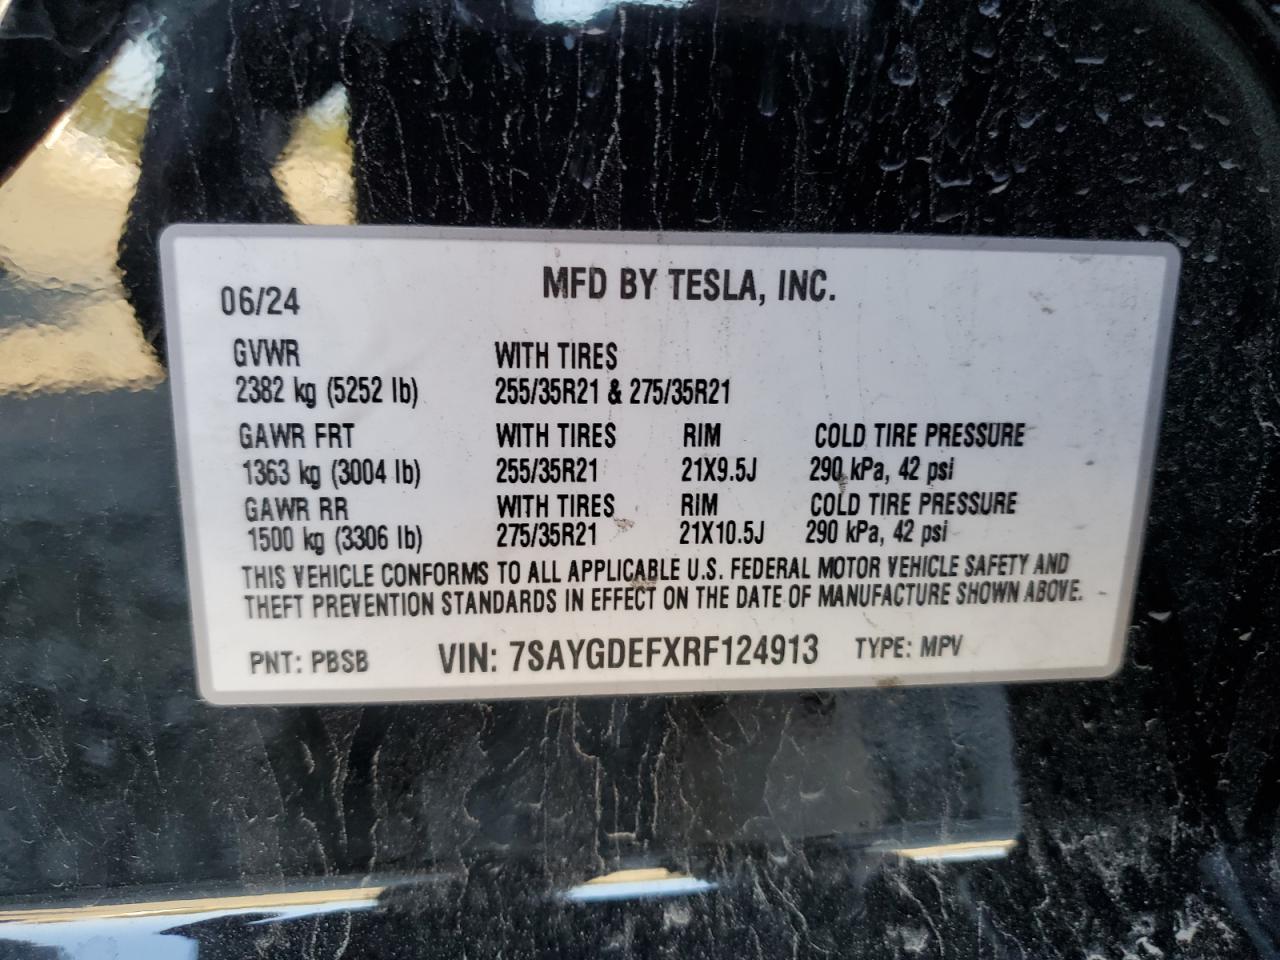 06/24 MFD BY TESLA, INC.
GVWR WITH TIRES
2382 kg (5252 lb) 255/35R21 & 275/35R21
GAWR FRT WITH TIRES RIM COLD TIRE PRESSURE
1363 kg (3004 lb) 255/35R21 21X9.5J 290 kPa, 42 psi
GAWR RR WITH TIRES RIM COLD TIRE PRESSURE
1500 kg (3306 lb) 275/35R21 21X10.5J 290 kPa, 42 psi
THIS VEHICLE CONFORMS TO ALL APPLICABLE U.S. FEDERAL MOTOR VEHICLE SAFETY AND
THEFT PREVENTION STANDARDS IN EFFECT ON THE DATE OF MANUFACTURE SHOWN ABOVE.
PNT: PBSB VIN: 7SAYGDEFXRF124913 TYPE: MPV